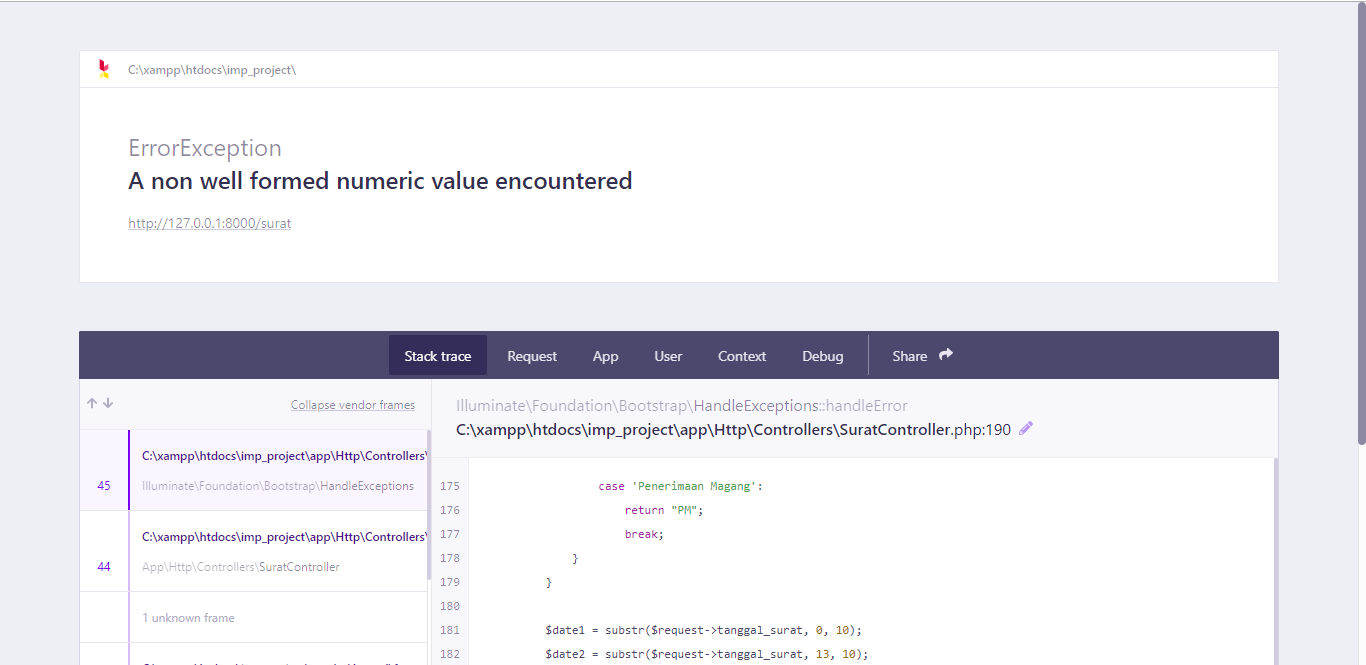 C:\xampp\htdocs\imp_project\
ErrorException
A non well formed numeric value encountered
http://127.0.0.1:8000/surat
Stack trace Request App User Context Debug Share
Collapse vendor frames
C:\xampp\htdocs\imp_project\app\Http\Controllers\
45 Illuminate\Foundation\Bootstrap\HandleExceptions
C:\xampp\htdocs\imp_project\app\Http\Controllers\
44 App\Http\Controllers\SuratController
1 unknown frame
Illuminate\Foundation\Bootstrap\HandleExceptions::handleError
C:\xampp\htdocs\imp_project\app\Http\Controllers\SuratController.php:190
175 case 'Penerimaan Magang':
176 return "PM";
177 break;
178 }
179 }
180
181 $date1 = substr($request->tanggal_surat, 0, 10);
182 $date2 = substr($request->tanggal_surat, 13, 10);